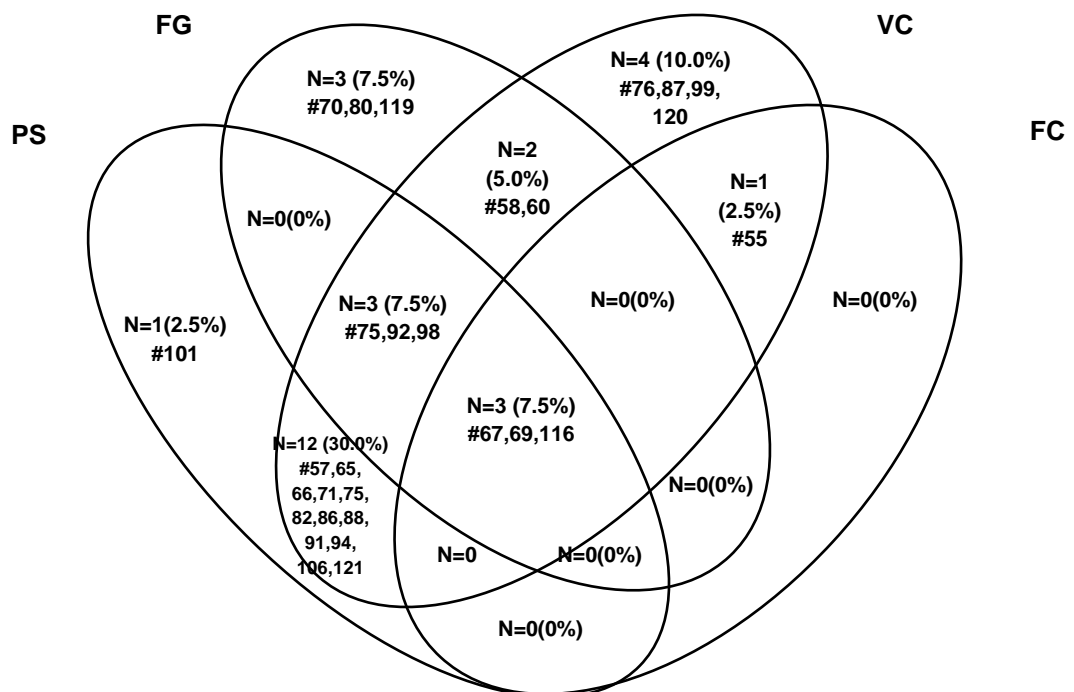 FG
VC
PS
FC
N=3 (7.5%)
#70,80,119
N=4 (10.0%)
#76,87,99,
120
N=2
(5.0%)
#58,60
N=1
(2.5%)
#55
N=0(0%)
N=3 (7.5%)
#75,92,98
N=0(0%)
N=0(0%)
N=1(2.5%)
#101
N=3 (7.5%)
#67,69,116
N=12 (30.0%)
#57,65,
66,71,75,
82,86,88,
91,94,
106,121
N=0(0%)
N=0
N=0(0%)
N=0(0%)